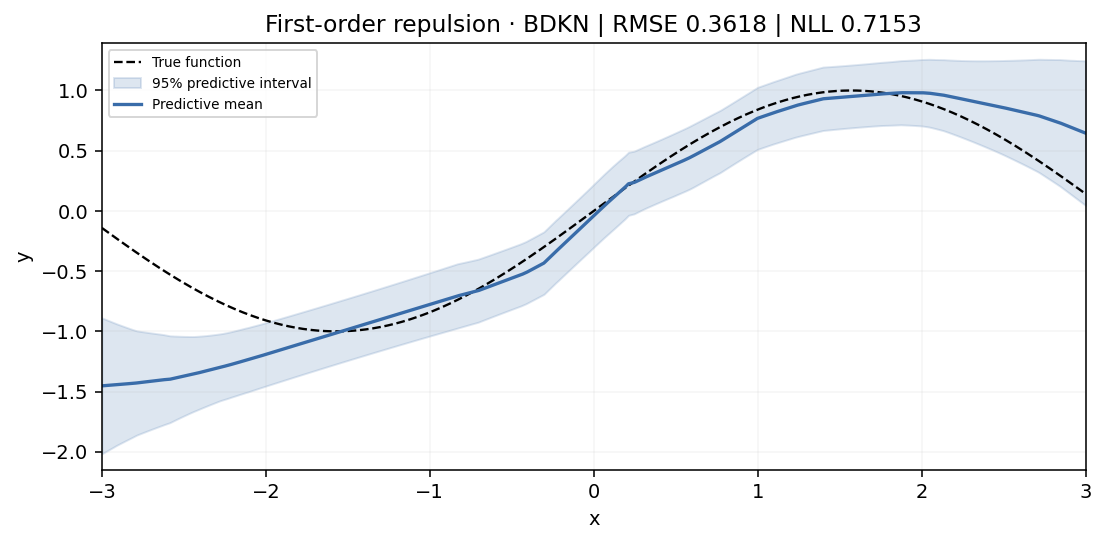 First-order repulsion · BDKN | RMSE 0.3618 | NLL 0.7153
True function
95% predictive interval
Predictive mean
1.0
0.5
0.0
−0.5
−1.0
−1.5
−2.0
y
−3
−2
−1
0
1
2
3
x